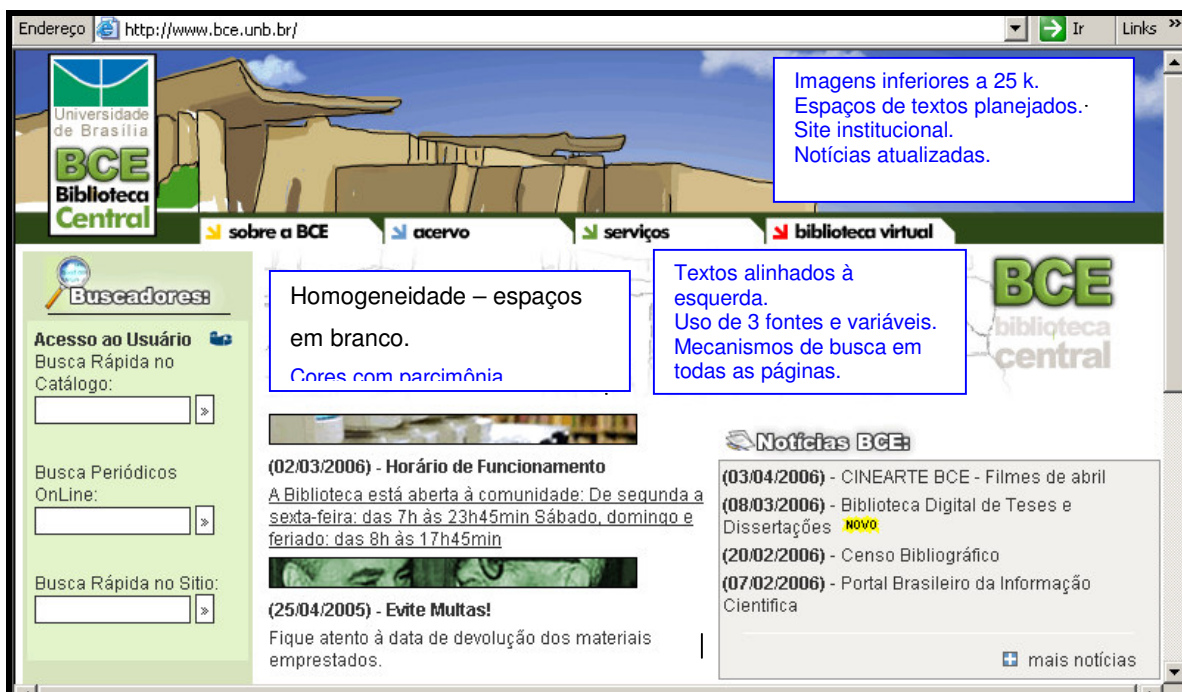 Endereço http://www.bce.unb.br/ Ir Links »
Universidade
de Brasília
BCE
Biblioteca
Central
Imagens inferiores a 25 k.
Espaços de textos planejados.
Site institucional.
Notícias atualizadas.
sobre a BCE acervo serviços biblioteca virtual
Buscadores:
Acesso ao Usuário
Busca Rápida no
Catálogo:
»
Busca Periódicos
OnLine:
»
Busca Rápida no Sitio:
»
Homogeneidade – espaços
em branco.
Cores com parcimônia
Textos alinhados à
esquerda.
Uso de 3 fontes e variáveis.
Mecanismos de busca em
todas as páginas.
BCE
biblioteca
central
(02/03/2006) - Horário de Funcionamento
A Biblioteca está aberta à comunidade: De segunda a
sexta-feira: das 7h às 23h45min Sábado, domingo e
feriado: das 8h às 17h45min
(25/04/2005) - Evite Multas!
Fique atento à data de devolução dos materiais
emprestados.
Notícias BCE:
(03/04/2006) - CINEARTE BCE - Filmes de abril
(08/03/2006) - Biblioteca Digital de Teses e
Dissertações NOVO
(20/02/2006) - Censo Bibliográfico
(07/02/2006) - Portal Brasileiro da Informação
Cientifica
mais notícias